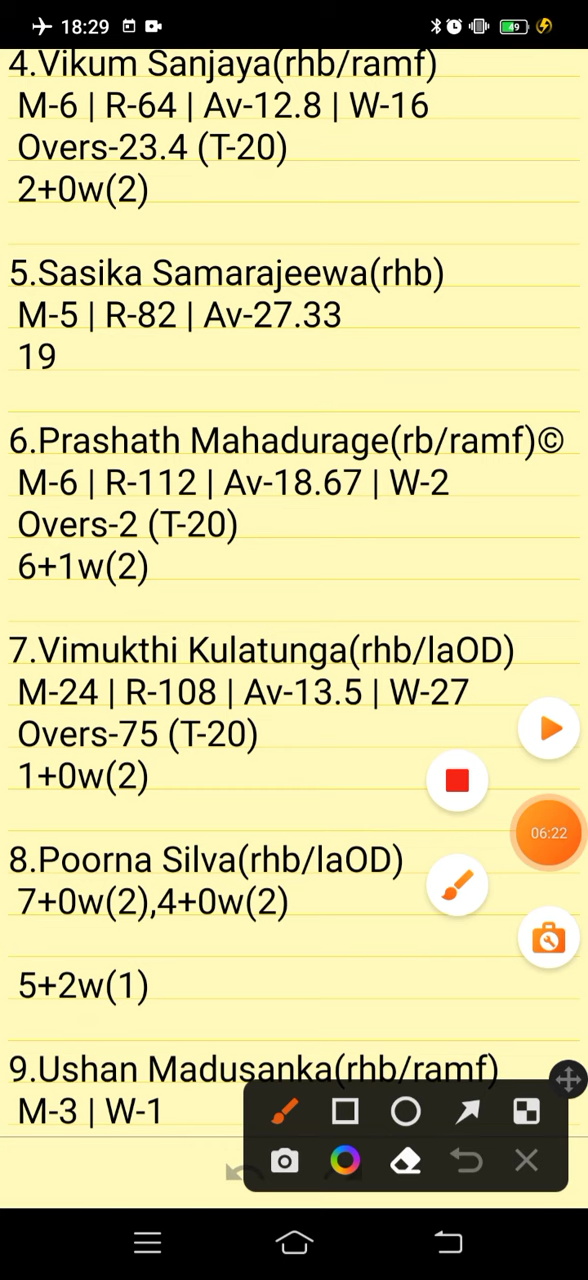 18:29
49
4.Vikum Sanjaya(rhb/ramf)
M-6 | R-64 | Av-12.8 | W-16
Overs-23.4 (T-20)
2+0w(2)
5.Sasika Samarajeewa(rhb)
M-5 | R-82 | Av-27.33
19
6.Prashath Mahadurage(rb/ramf)©
M-6 | R-112 | Av-18.67 | W-2
Overs-2 (T-20)
6+1w(2)
7.Vimukthi Kulatunga(rhb/laOD)
M-24 | R-108 | Av-13.5 | W-27
Overs-75 (T-20)
1+0w(2)
06:22
8.Poorna Silva(rhb/laOD)
7+0w(2),4+0w(2)
5+2w(1)
9.Ushan Madusanka(rhb/ramf)
M-3 | W-1